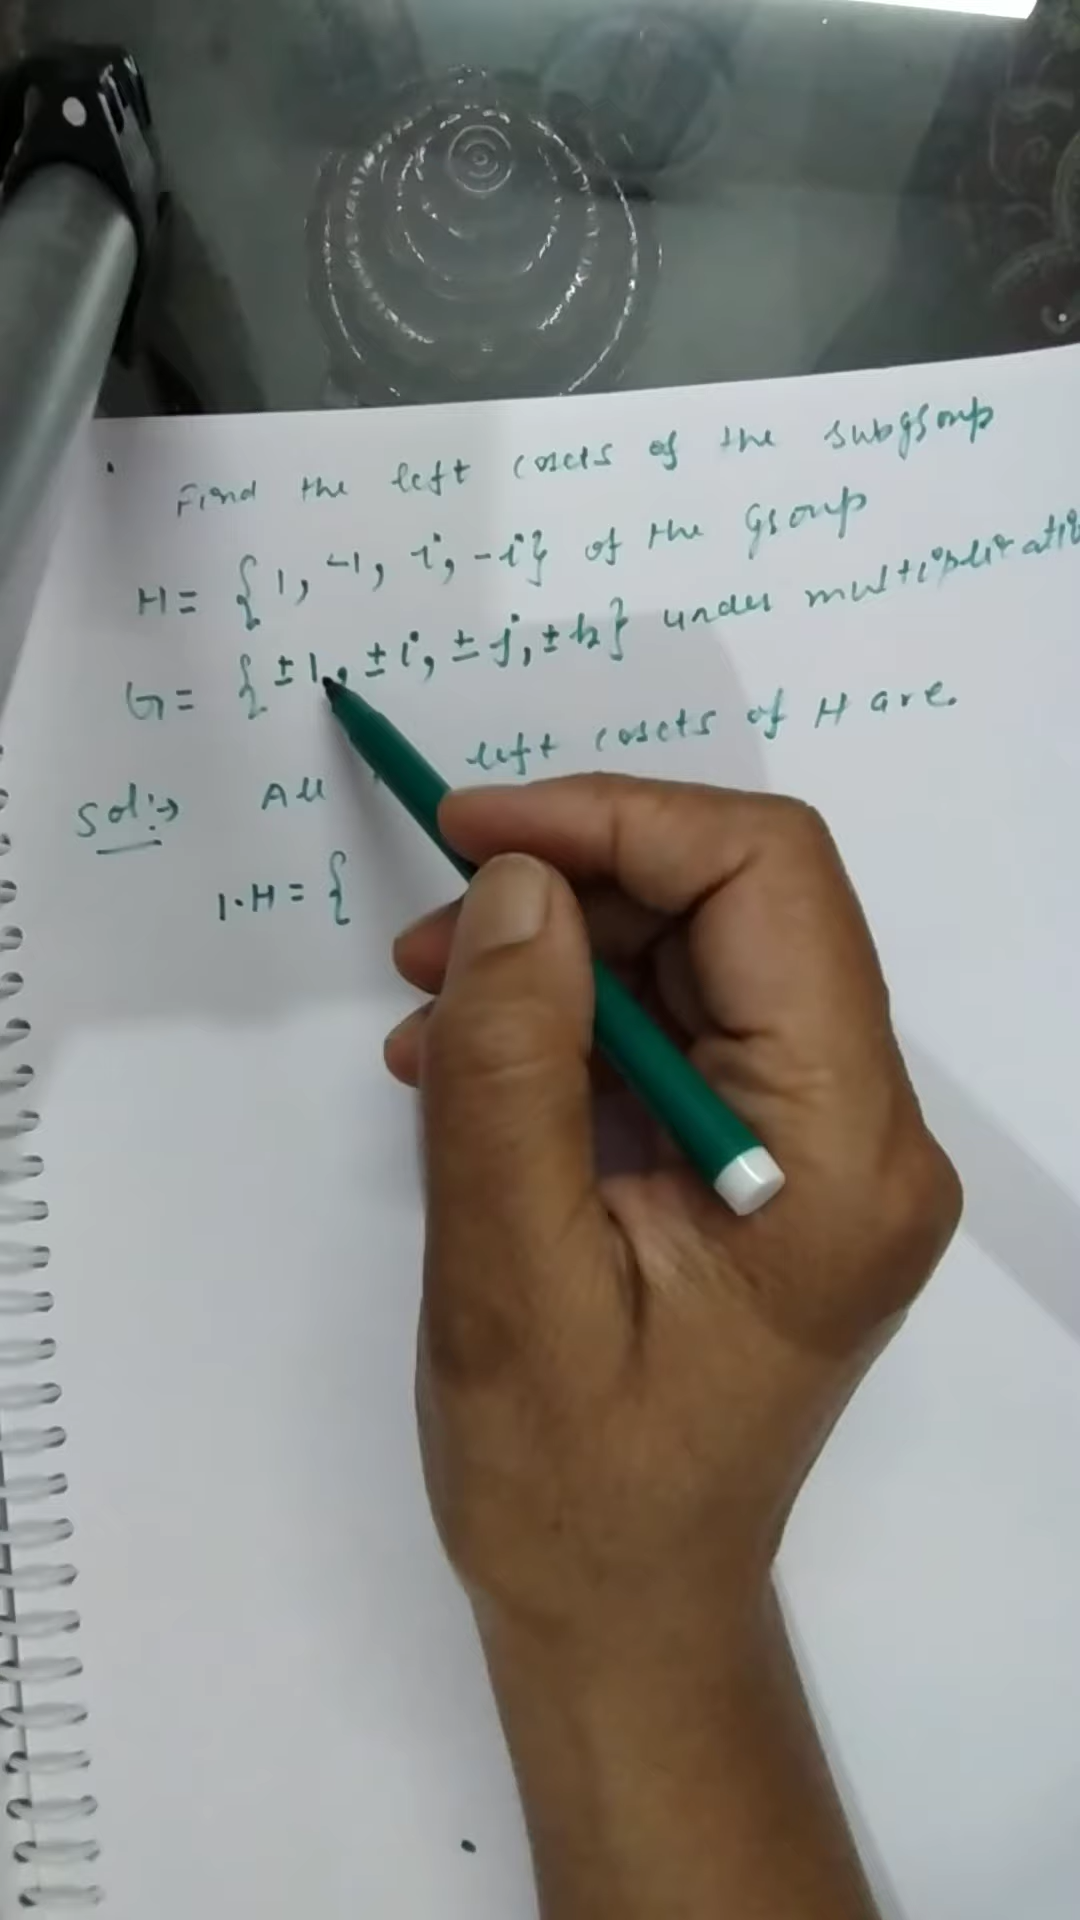 Find the left cosets of the subgroup
H = {1, -1, i, -i} of the group
G = {±1, ±i, ±j, ±k} under
Sol:→ All left cosets of H are.
1·H = {